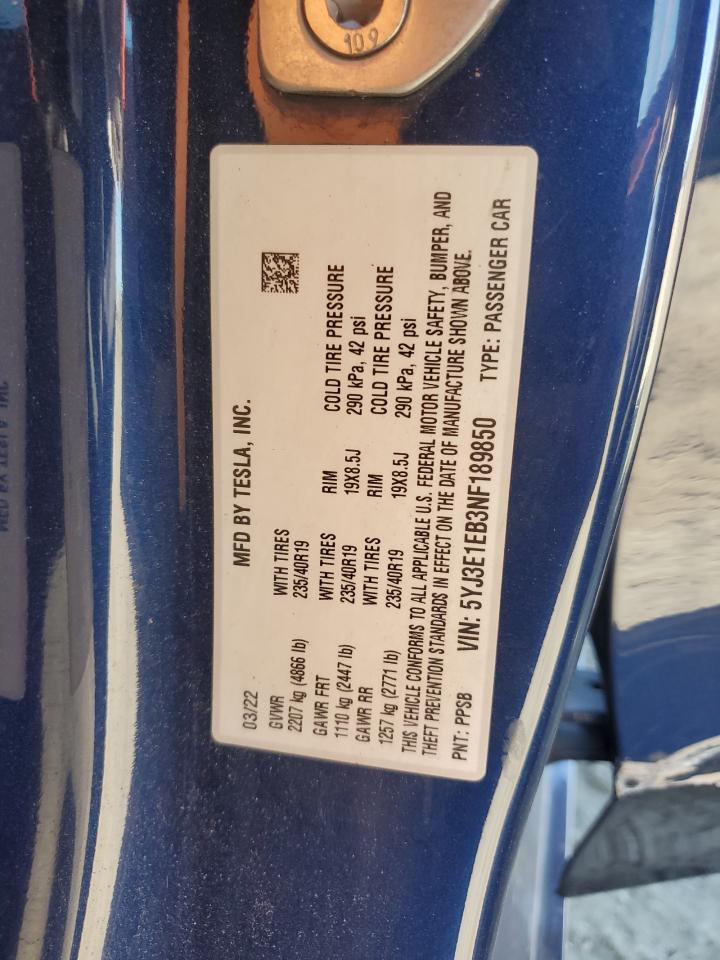 10.9
MFD BY TESLA, INC.
03/22
GVWR WITH TIRES
2207 kg (4866 lb) 235/40R19
GAWR FRT WITH TIRES RIM COLD TIRE PRESSURE
1110 kg (2447 lb) 235/40R19 19X8.5J 290 kPa, 42 psi
GAWR RR WITH TIRES RIM COLD TIRE PRESSURE
1257 kg (2771 lb) 235/40R19 19X8.5J 290 kPa, 42 psi
THIS VEHICLE CONFORMS TO ALL APPLICABLE U.S. FEDERAL MOTOR VEHICLE SAFETY, BUMPER, AND
THEFT PREVENTION STANDARDS IN EFFECT ON THE DATE OF MANUFACTURE SHOWN ABOVE.
PNT: PPSB VIN: 5YJ3E1EB3NF189850 TYPE: PASSENGER CAR